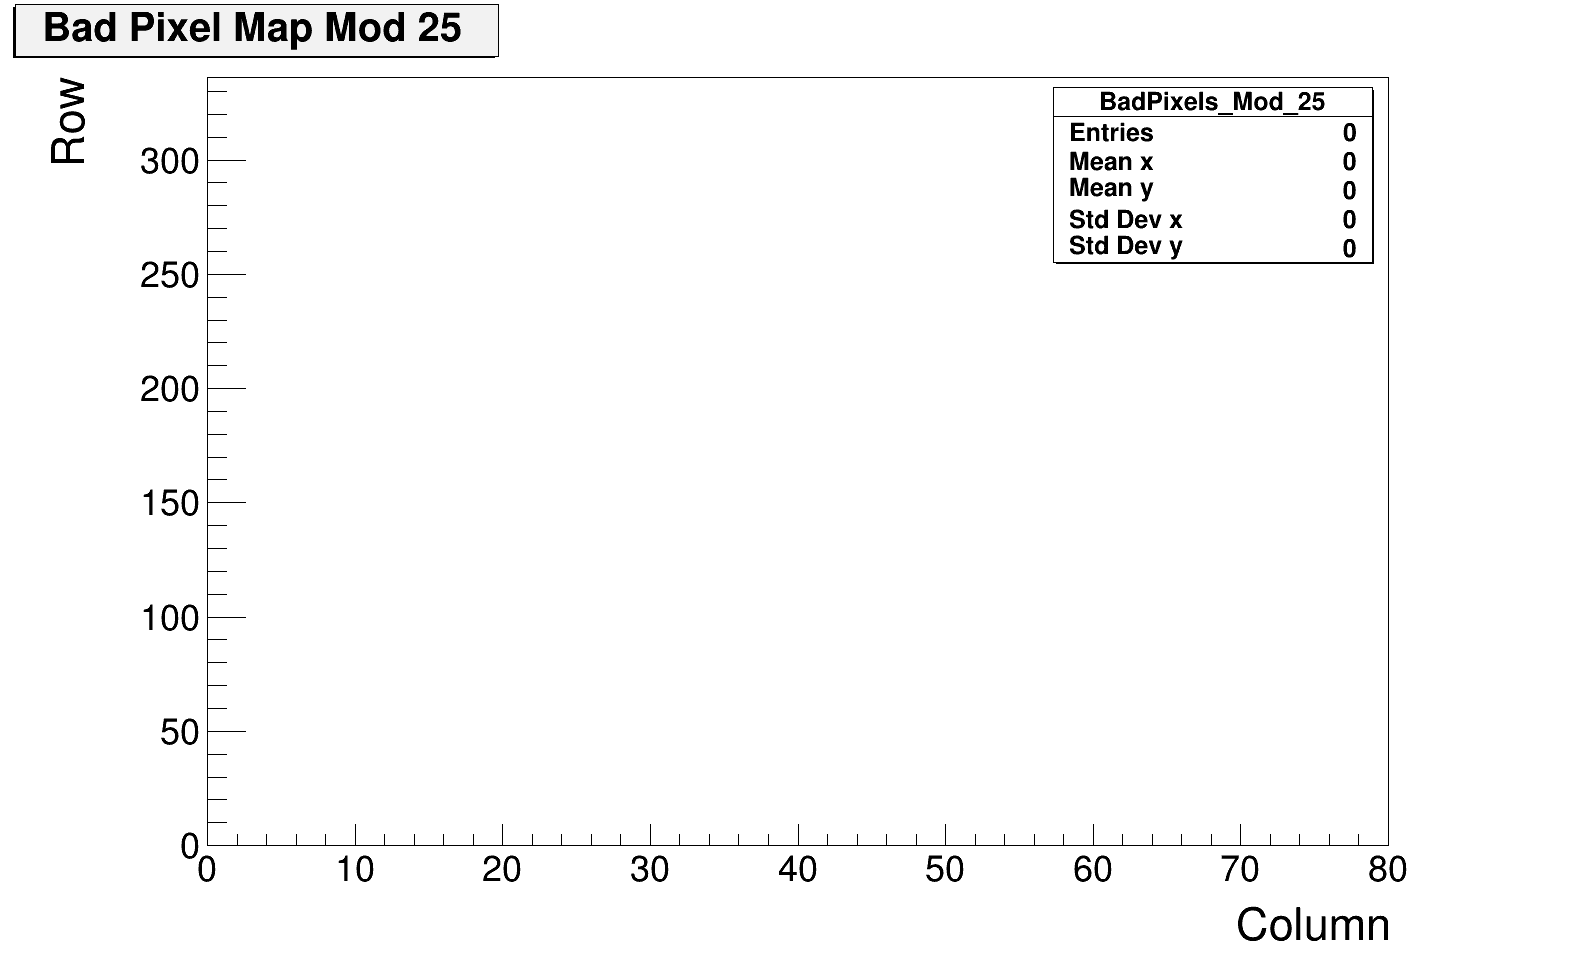 Bad Pixel Map Mod 25
Row
BadPixels_Mod_25
Entries 0
Mean x 0
Mean y 0
Std Dev x 0
Std Dev y 0
300
250
200
150
100
50
0
0 10 20 30 40 50 60 70 80
Column